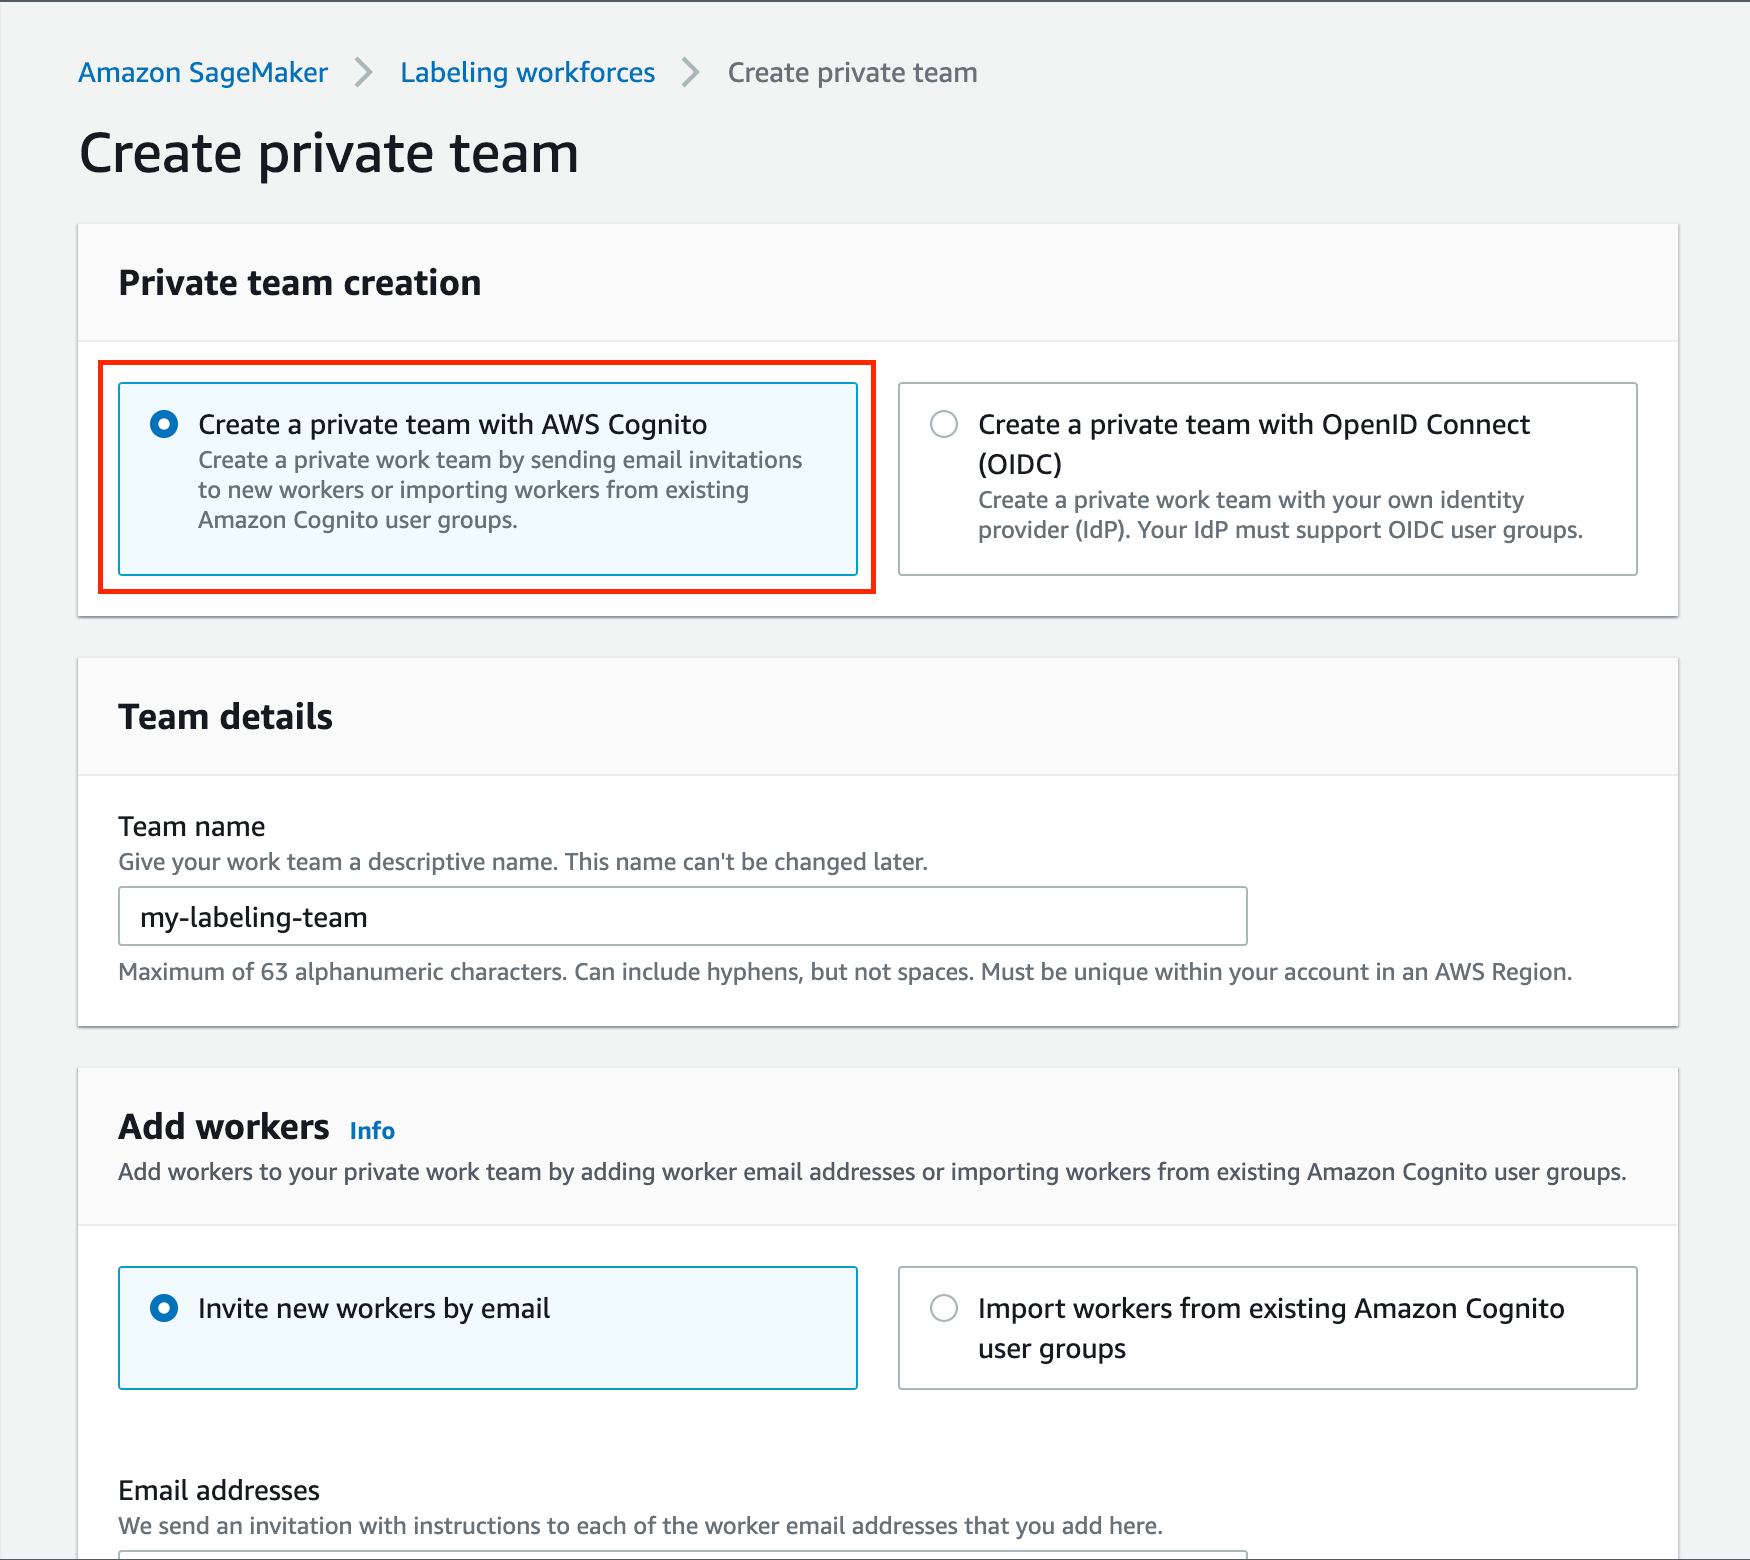 Amazon SageMaker > Labeling workforces > Create private team
Create private team
Private team creation
Create a private team with AWS Cognito
Create a private work team by sending email invitations
to new workers or importing workers from existing
Amazon Cognito user groups.
Create a private team with OpenID Connect
(OIDC)
Create a private work team with your own identity
provider (IdP). Your IdP must support OIDC user groups.
Team details
Team name
Give your work team a descriptive name. This name can't be changed later.
my-labeling-team
Maximum of 63 alphanumeric characters. Can include hyphens, but not spaces. Must be unique within your account in an AWS Region.
Add workers Info
Add workers to your private work team by adding worker email addresses or importing workers from existing Amazon Cognito user groups.
Invite new workers by email
Import workers from existing Amazon Cognito
user groups
Email addresses
We send an invitation with instructions to each of the worker email addresses that you add here.